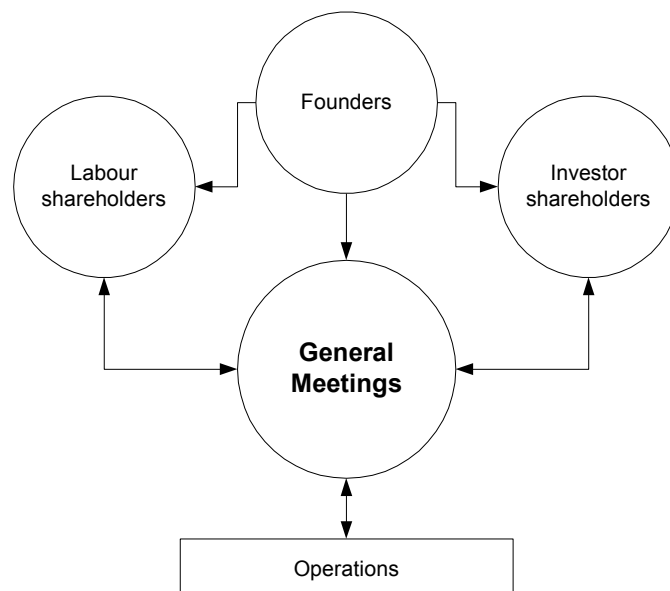 Founders
Labour
shareholders
Investor
shareholders
General
Meetings
Operations